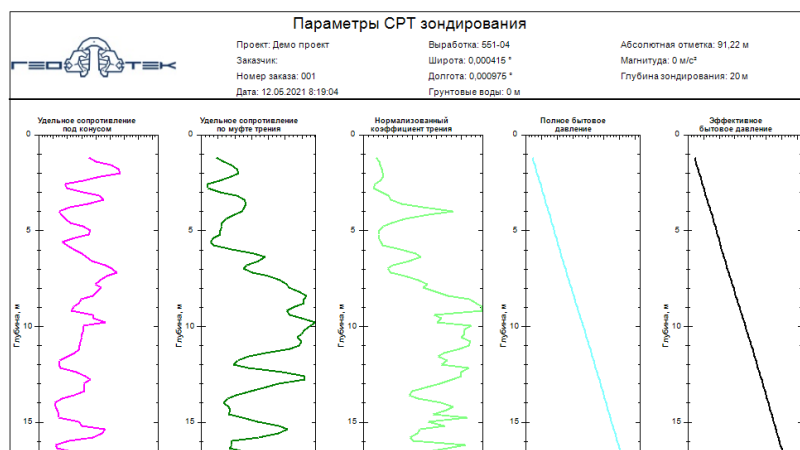 Параметры CPT зондирования
ГЕО ТЕК
Проект: Демо проект
Заказчик:
Номер заказа: 001
Дата: 12.05.2021 8:19:04
Выработка: 551-04
Широта: 0,000415 °
Долгота: 0,000975 °
Грунтовые воды: 0 м
Абсолютная отметка: 91,22 м
Магнитуда: 0 м/с²
Глубина зондирования: 20 м
Удельное сопротивление
под конусом
0
5
10
15
Глубина, м
Удельное сопротивление
по муфте трения
0
5
10
15
Глубина, м
Нормализованный
коэффициент трения
0
5
10
15
Глубина, м
Полное бытовое
давление
0
5
10
15
Глубина, м
Эффективное
бытовое давление
0
5
10
15
Глубина, м